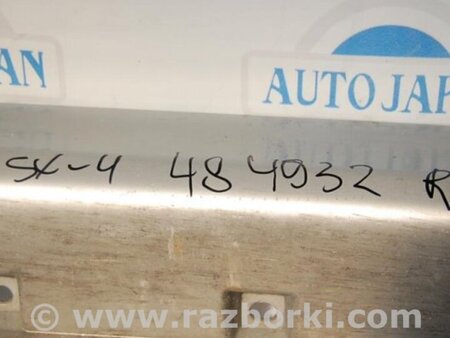 AN
AUTO JAP
SX-4 484932 R
www.razborki.com